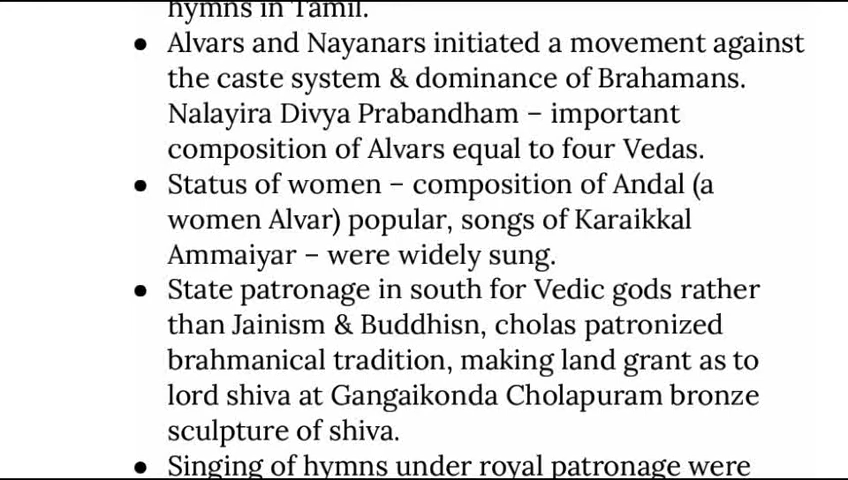 hymns in Tamil.
● Alvars and Nayanars initiated a movement against
the caste system & dominance of Brahamans.
Nalayira Divya Prabandham – important
composition of Alvars equal to four Vedas.
● Status of women – composition of Andal (a
women Alvar) popular, songs of Karaikkal
Ammaiyar – were widely sung.
● State patronage in south for Vedic gods rather
than Jainism & Buddhisn, cholas patronized
brahmanical tradition, making land grant as to
lord shiva at Gangaikonda Cholapuram bronze
sculpture of shiva.
● Singing of hymns under royal patronage were